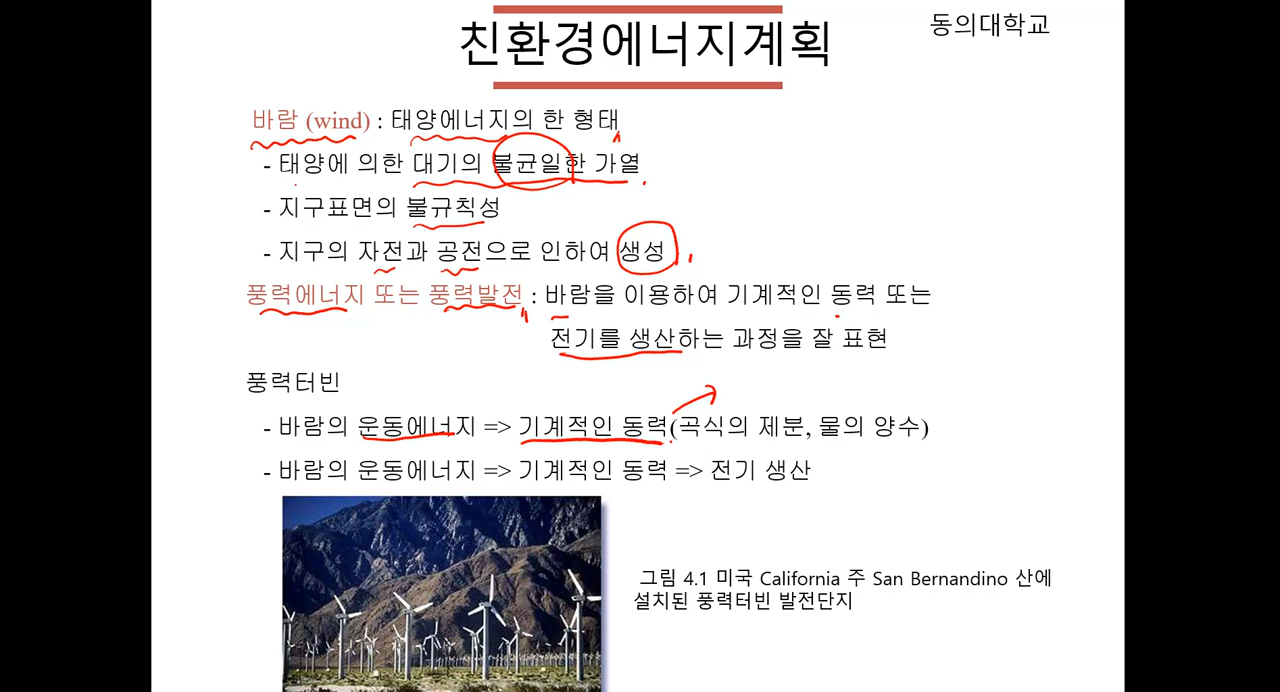 친환경에너지계획
동의대학교
바람 (wind) : 태양에너지의 한 형태
- 태양에 의한 대기의 불균일한 가열
- 지구표면의 불규칙성
- 지구의 자전과 공전으로 인하여 생성
풍력에너지 또는 풍력발전 : 바람을 이용하여 기계적인 동력 또는
전기를 생산하는 과정을 잘 표현
풍력터빈
- 바람의 운동에너지 => 기계적인 동력(곡식의 제분, 물의 양수)
- 바람의 운동에너지 => 기계적인 동력 => 전기 생산
그림 4.1 미국 California 주 San Bernandino 산에
설치된 풍력터빈 발전단지